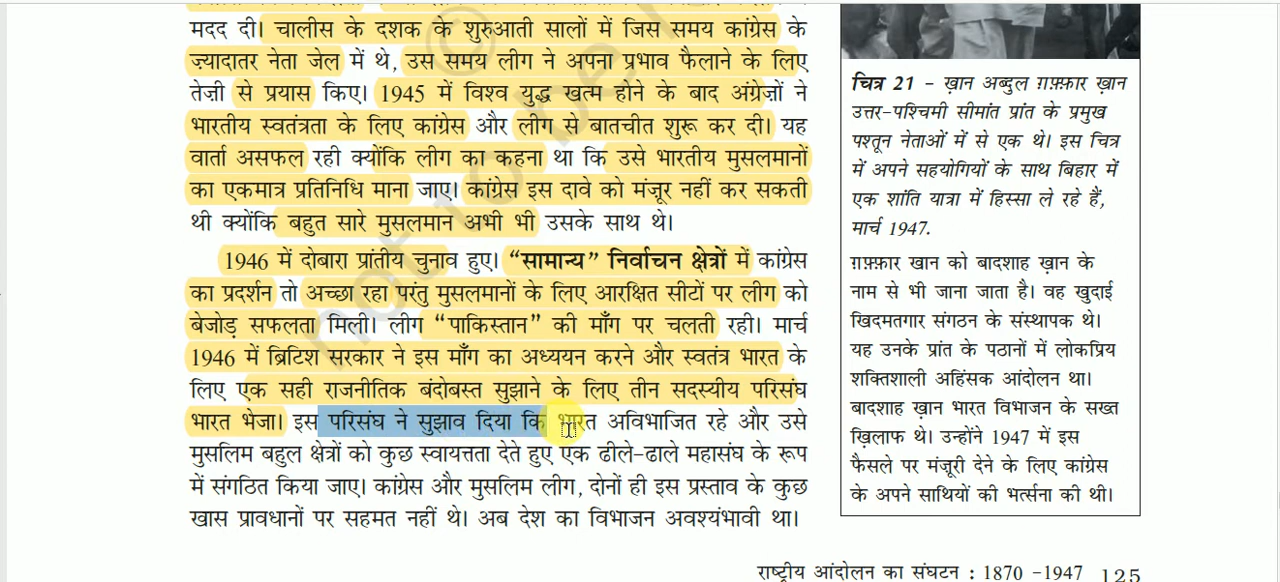 मदद दी। चालीस के दशक के शुरुआती सालों में जिस समय कांग्रेस के
ज्यादातर नेता जेल में थे, उस समय लीग ने अपना प्रभाव फैलाने के लिए
तेज़ी से प्रयास किए। 1945 में विश्व युद्ध खत्म होने के बाद अंग्रेज़ों ने
भारतीय स्वतंत्रता के लिए कांग्रेस और लीग से बातचीत शुरू कर दी। यह
वार्ता असफल रही क्योंकि लीग का कहना था कि उसे भारतीय मुसलमानों
का एकमात्र प्रतिनिधि माना जाए। कांग्रेस इस दावे को मंज़ूर नहीं कर सकती
थी क्योंकि बहुत सारे मुसलमान अभी भी उसके साथ थे।
1946 में दोबारा प्रांतीय चुनाव हुए। “सामान्य” निर्वाचन क्षेत्रों में कांग्रेस
का प्रदर्शन तो अच्छा रहा परंतु मुसलमानों के लिए आरक्षित सीटों पर लीग को
बेजोड़ सफलता मिली। लीग “पाकिस्तान” की माँग पर चलती रही। मार्च
1946 में ब्रिटिश सरकार ने इस माँग का अध्ययन करने और स्वतंत्र भारत के
लिए एक सही राजनीतिक बंदोबस्त सुझाने के लिए तीन सदस्यीय परिसंघ
भारत भेजा। इस परिसंघ ने सुझाव दिया कि भारत अविभाजित रहे और उसे
मुसलिम बहुल क्षेत्रों को कुछ स्वायत्तता देते हुए एक ढीले-ढाले महासंघ के रूप
में संगठित किया जाए। कांग्रेस और मुसलिम लीग, दोनों ही इस प्रस्ताव के कुछ
खास प्रावधानों पर सहमत नहीं थे। अब देश का विभाजन अवश्यंभावी था।
चित्र 21 - ख़ान अब्दुल ग़फ़्फ़ार ख़ान
उत्तर-पश्चिमी सीमांत प्रांत के प्रमुख
पश्तून नेताओं में से एक थे। इस चित्र
में अपने सहयोगियों के साथ बिहार में
एक शांति यात्रा में हिस्सा ले रहे हैं,
मार्च 1947.
ग़फ़्फ़ार खान को बादशाह ख़ान के
नाम से भी जाना जाता है। वह खुदाई
खिदमतगार संगठन के संस्थापक थे।
यह उनके प्रांत के पठानों में लोकप्रिय
शक्तिशाली अहिंसक आंदोलन था।
बादशाह ख़ान भारत विभाजन के सख्त
ख़िलाफ थे। उन्होंने 1947 में इस
फैसले पर मंजूरी देने के लिए कांग्रेस
के अपने साथियों की भर्त्सना की थी।
राष्ट्रीय आंदोलन का संघटन : 1870 -1947 125